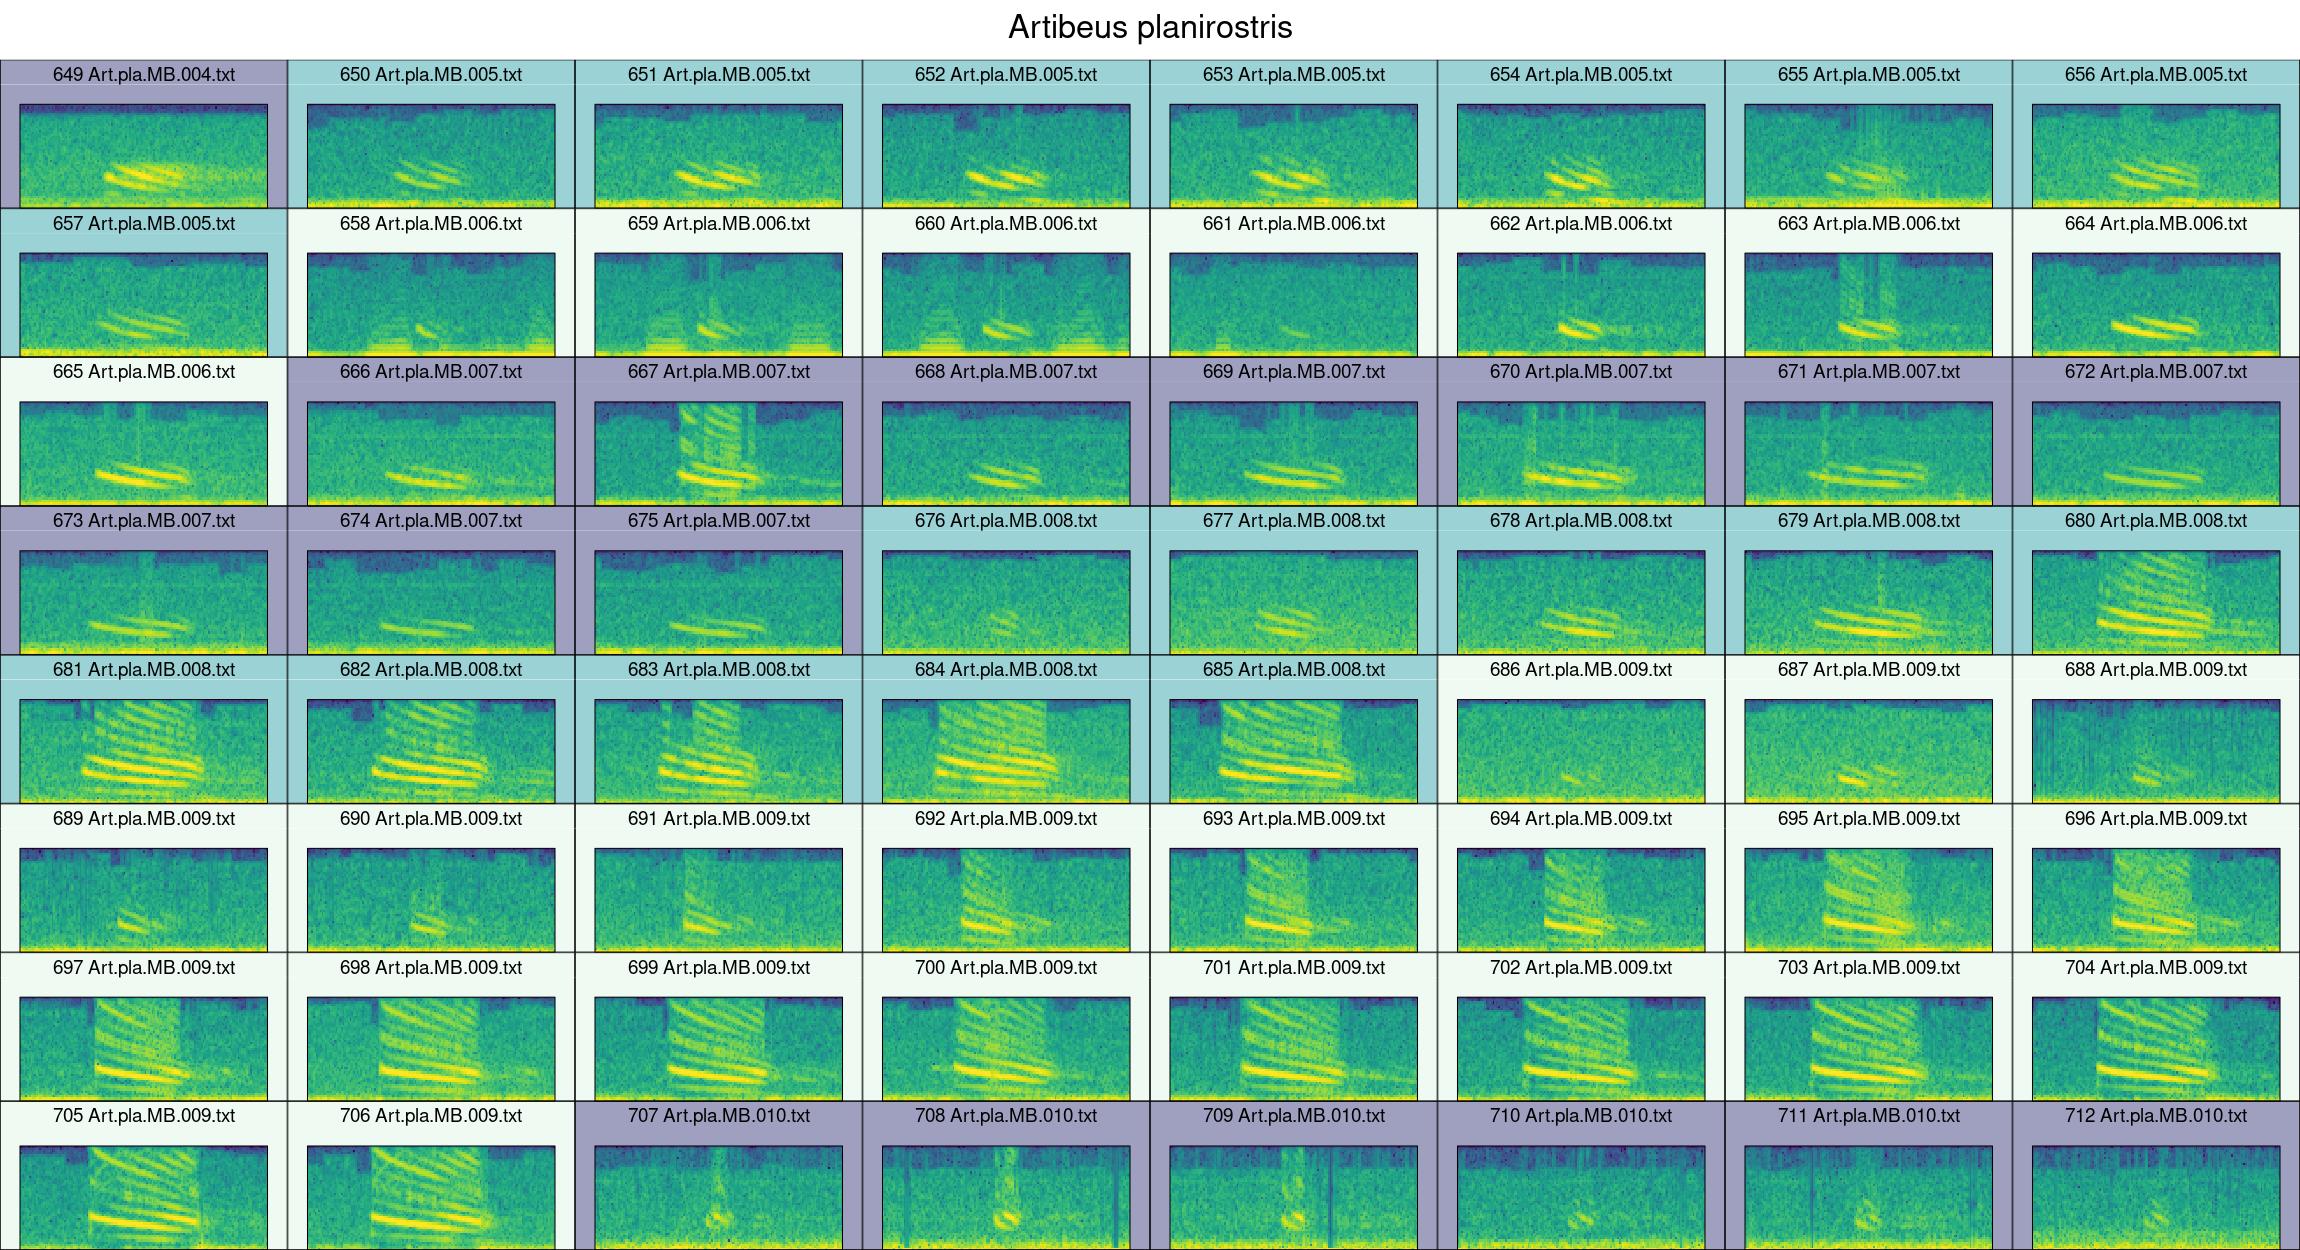 Artibeus planirostris
649 Art.pla.MB.004.txt 650 Art.pla.MB.005.txt 651 Art.pla.MB.005.txt 652 Art.pla.MB.005.txt 653 Art.pla.MB.005.txt 654 Art.pla.MB.005.txt 655 Art.pla.MB.005.txt 656 Art.pla.MB.005.txt
657 Art.pla.MB.005.txt 658 Art.pla.MB.006.txt 659 Art.pla.MB.006.txt 660 Art.pla.MB.006.txt 661 Art.pla.MB.006.txt 662 Art.pla.MB.006.txt 663 Art.pla.MB.006.txt 664 Art.pla.MB.006.txt
665 Art.pla.MB.006.txt 666 Art.pla.MB.007.txt 667 Art.pla.MB.007.txt 668 Art.pla.MB.007.txt 669 Art.pla.MB.007.txt 670 Art.pla.MB.007.txt 671 Art.pla.MB.007.txt 672 Art.pla.MB.007.txt
673 Art.pla.MB.007.txt 674 Art.pla.MB.007.txt 675 Art.pla.MB.007.txt 676 Art.pla.MB.008.txt 677 Art.pla.MB.008.txt 678 Art.pla.MB.008.txt 679 Art.pla.MB.008.txt 680 Art.pla.MB.008.txt
681 Art.pla.MB.008.txt 682 Art.pla.MB.008.txt 683 Art.pla.MB.008.txt 684 Art.pla.MB.008.txt 685 Art.pla.MB.008.txt 686 Art.pla.MB.009.txt 687 Art.pla.MB.009.txt 688 Art.pla.MB.009.txt
689 Art.pla.MB.009.txt 690 Art.pla.MB.009.txt 691 Art.pla.MB.009.txt 692 Art.pla.MB.009.txt 693 Art.pla.MB.009.txt 694 Art.pla.MB.009.txt 695 Art.pla.MB.009.txt 696 Art.pla.MB.009.txt
697 Art.pla.MB.009.txt 698 Art.pla.MB.009.txt 699 Art.pla.MB.009.txt 700 Art.pla.MB.009.txt 701 Art.pla.MB.009.txt 702 Art.pla.MB.009.txt 703 Art.pla.MB.009.txt 704 Art.pla.MB.009.txt
705 Art.pla.MB.009.txt 706 Art.pla.MB.009.txt 707 Art.pla.MB.010.txt 708 Art.pla.MB.010.txt 709 Art.pla.MB.010.txt 710 Art.pla.MB.010.txt 711 Art.pla.MB.010.txt 712 Art.pla.MB.010.txt